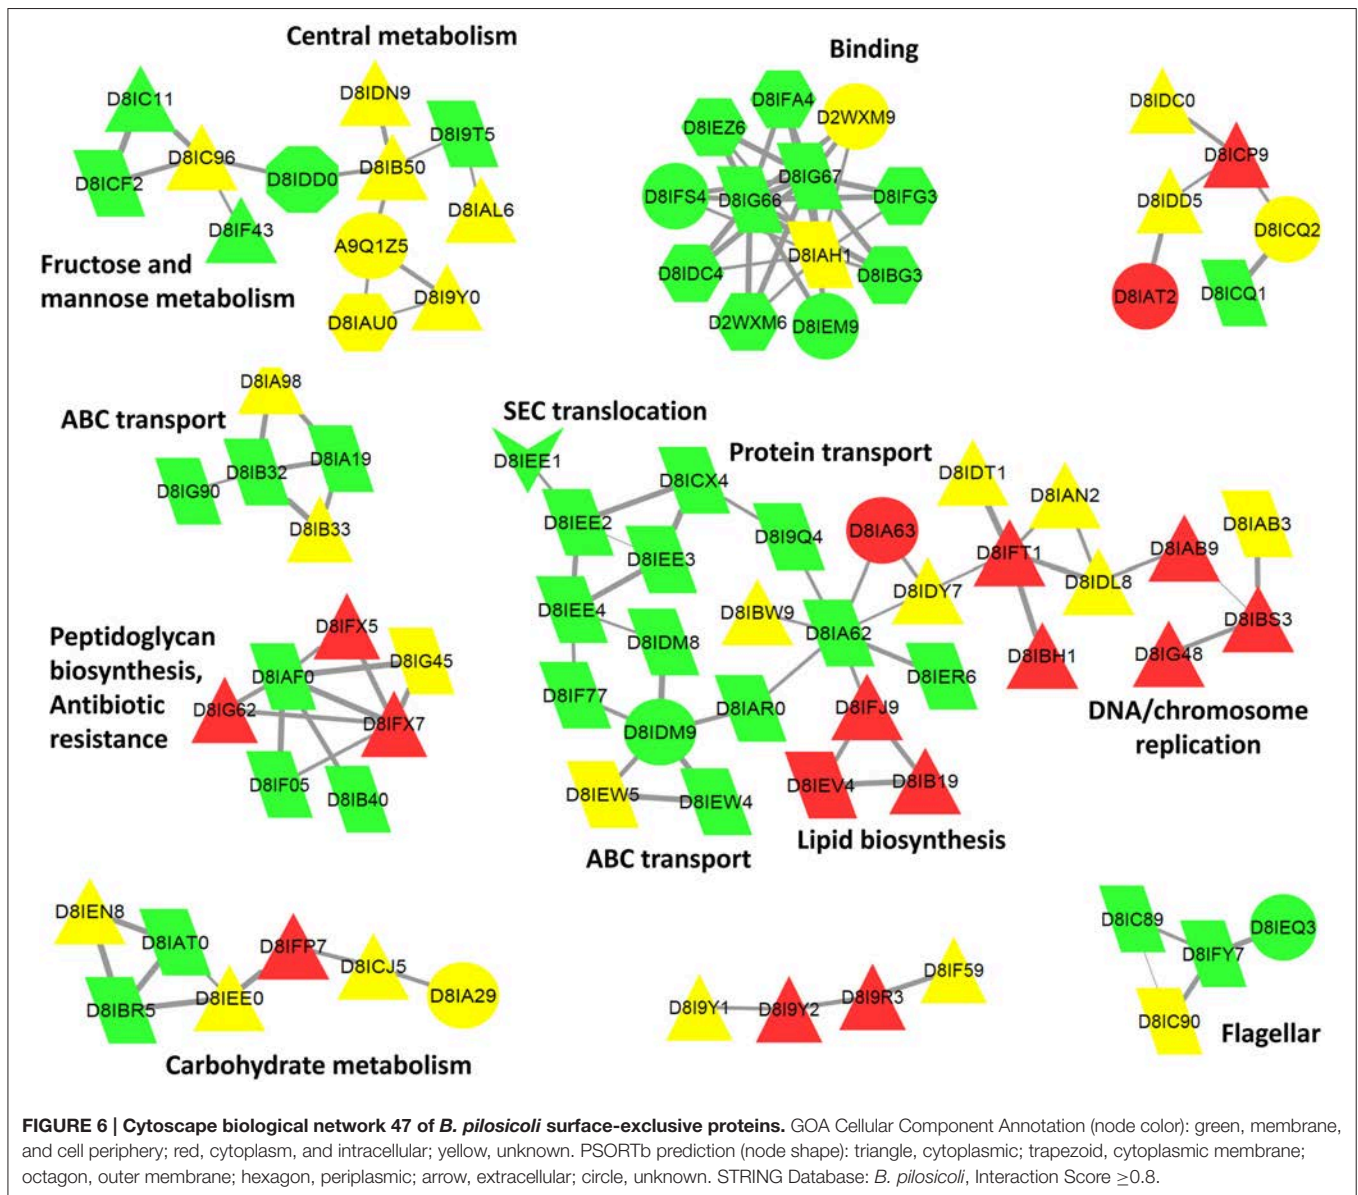 Central metabolism
D8IC11
D8ICF2
D8IC96
D8IF43
D8IDD0
D8IDN9
D8I9T5
D8IB50
D8IAL6
A9Q1Z5
D8I9Y0
D8IAU0
Fructose and
mannose metabolism
Binding
D8IFA4
D2WXM9
D8IEZ6
D8IG67
D8IFS4
D8IG66
D8IFG3
D8IAH1
D8IDC4
D8IBG3
D2WXM6
D8IEM9
D8IDC0
D8ICP9
D8IDD5
D8ICQ2
D8IAT2
D8ICQ1
ABC transport
D8IA98
D8IB32
D8IA19
D8IG90
D8IB33
SEC translocation
D8IEE1
D8ICX4
D8IEE2
D8IEE3
D8I9Q4
D8IEE4
D8IDM8
D8IF77
D8IDM9
D8IAR0
D8IEW5
D8IEW4
ABC transport
Protein transport
D8IA63
D8IBW9
D8IA62
D8IDY7
D8IER6
D8IDT1
D8IAN2
D8IFT1
D8IDL8
D8IBH1
D8IAB9
D8IAB3
D8IBS3
D8IG48
DNA/chromosome
replication
D8IFJ9
D8IEV4
D8IB19
Lipid biosynthesis
Peptidoglycan
biosynthesis,
Antibiotic
resistance
D8IFX5
D8IG45
D8IAF0
D8IG62
D8IFX7
D8IF05
D8IB40
D8IEN8
D8IAT0
D8IFP7
D8ICJ5
D8IA29
D8IBR5
D8IEE0
Carbohydrate metabolism
D8I9Y1
D8I9Y2
D8I9R3
D8IF59
D8IC89
D8IEQ3
D8IFY7
D8IC90
Flagellar
FIGURE 6 | Cytoscape biological network 47 of B. pilosicoli surface-exclusive proteins. GOA Cellular Component Annotation (node color): green, membrane,
and cell periphery; red, cytoplasm, and intracellular; yellow, unknown. PSORTb prediction (node shape): triangle, cytoplasmic; trapezoid, cytoplasmic membrane;
octagon, outer membrane; hexagon, periplasmic; arrow, extracellular; circle, unknown. STRING Database: B. pilosicoli, Interaction Score ≥0.8.